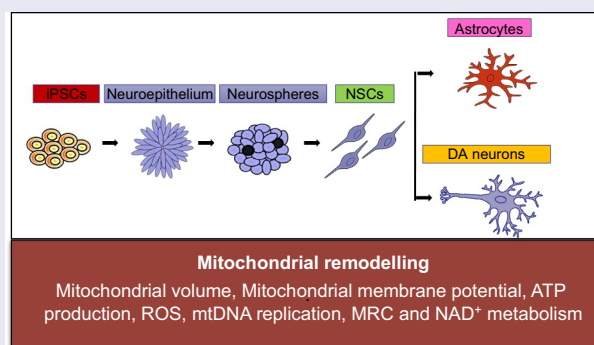 Astrocytes
iPSCs
Neuroepithelium
Neurospheres
NSCs
DA neurons
Mitochondrial remodelling
Mitochondrial volume, Mitochondrial membrane potential, ATP
production, ROS, mtDNA replication, MRC and NAD⁺ metabolism